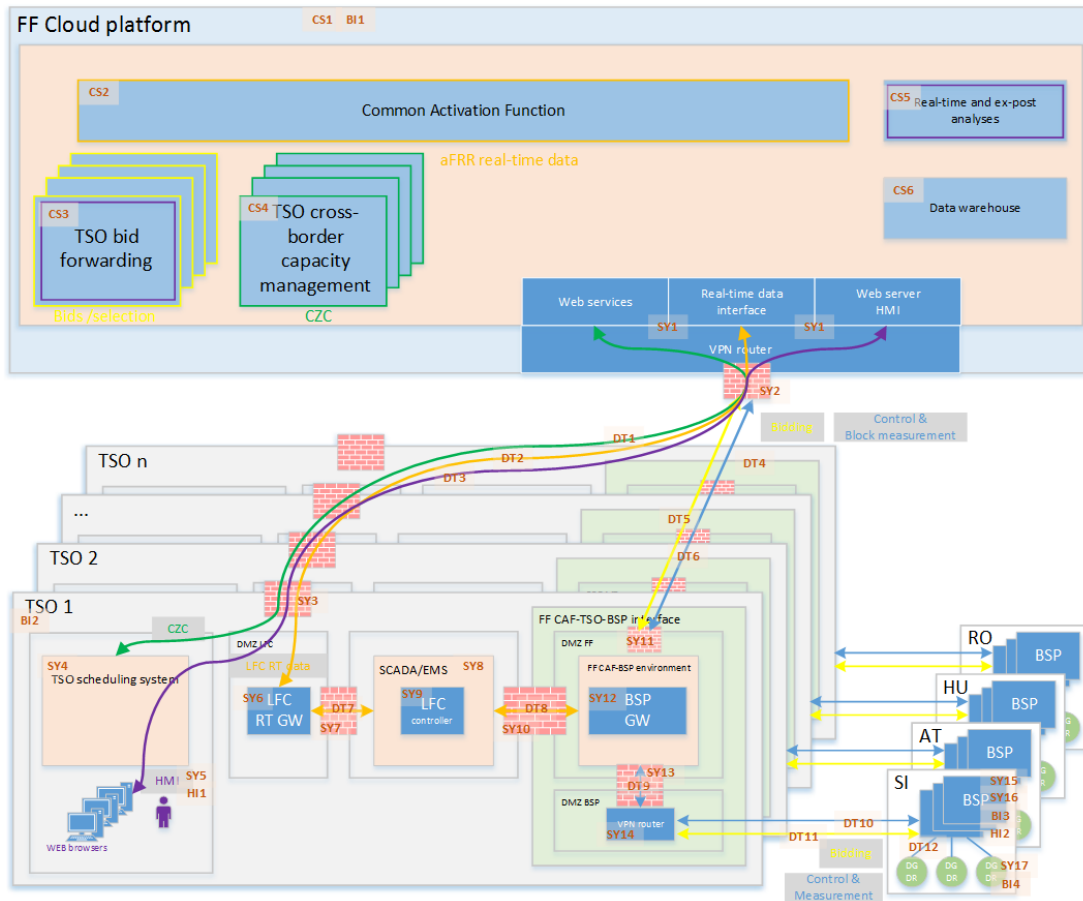 FF Cloud platform
CS1 BI1
CS2
Common Activation Function
aFRR real-time data
CS5
Real-time and ex-post
analyses
CS3
TSO bid
forwarding
Bids /selection
CS4
TSO cross-
border
capacity
management
CZC
CS6
Data warehouse
Web services
Real-time data
interface
Web server
HMI
SY1
SY1
VPN router
SY2
Bidding
Control &
Block measurement
DT1
DT2
DT3
DT4
DT5
DT6
TSO n
...
TSO 2
TSO 1
BI2
SY3
CZC
SY4
TSO scheduling system
SY5
HI1
HMI
WEB browsers
DMZ LFC
LFC RT data
SY6
LFC
RT GW
DT7
SY7
SCADA/EMS
SY8
SY9
LFC
controller
DT8
SY10
FF CAF-TSO-BSP interface
SY11
DMZ FF
FF CAF-BSP environment
SY12
BSP
GW
SY13
DT9
DMZ BSP
VPN router
SY14
DT10
DT11
Bidding
Control &
Measurement
RO
BSP
HU
BSP
AT
BSP
SI
BSP
SY15
SY16
BI3
HI2
DT12
DG
DR
DG
DR
DG
DR
SY17
BI4